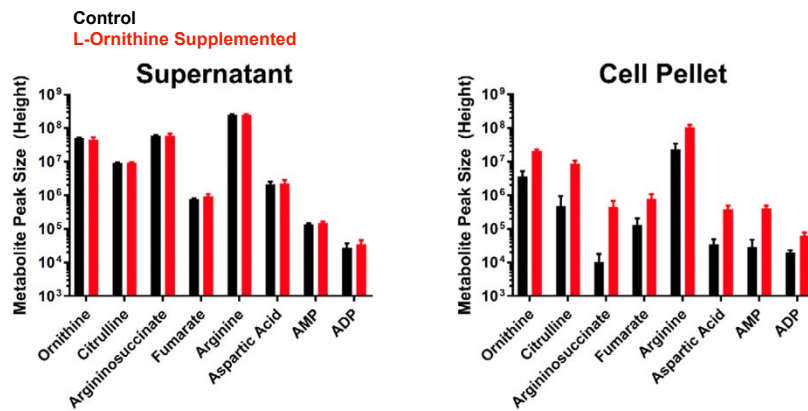 Control
L-Ornithine Supplemented
Supernatant
Metabolite Peak Size (Height)
10⁹
10⁸
10⁷
10⁶
10⁵
10⁴
10³
Ornithine
Citrulline
Argininosuccinate
Fumarate
Arginine
Aspartic Acid
AMP
ADP
Cell Pellet
Metabolite Peak Size (Height)
10⁹
10⁸
10⁷
10⁶
10⁵
10⁴
10³
Ornithine
Citrulline
Argininosuccinate
Fumarate
Arginine
Aspartic Acid
AMP
ADP